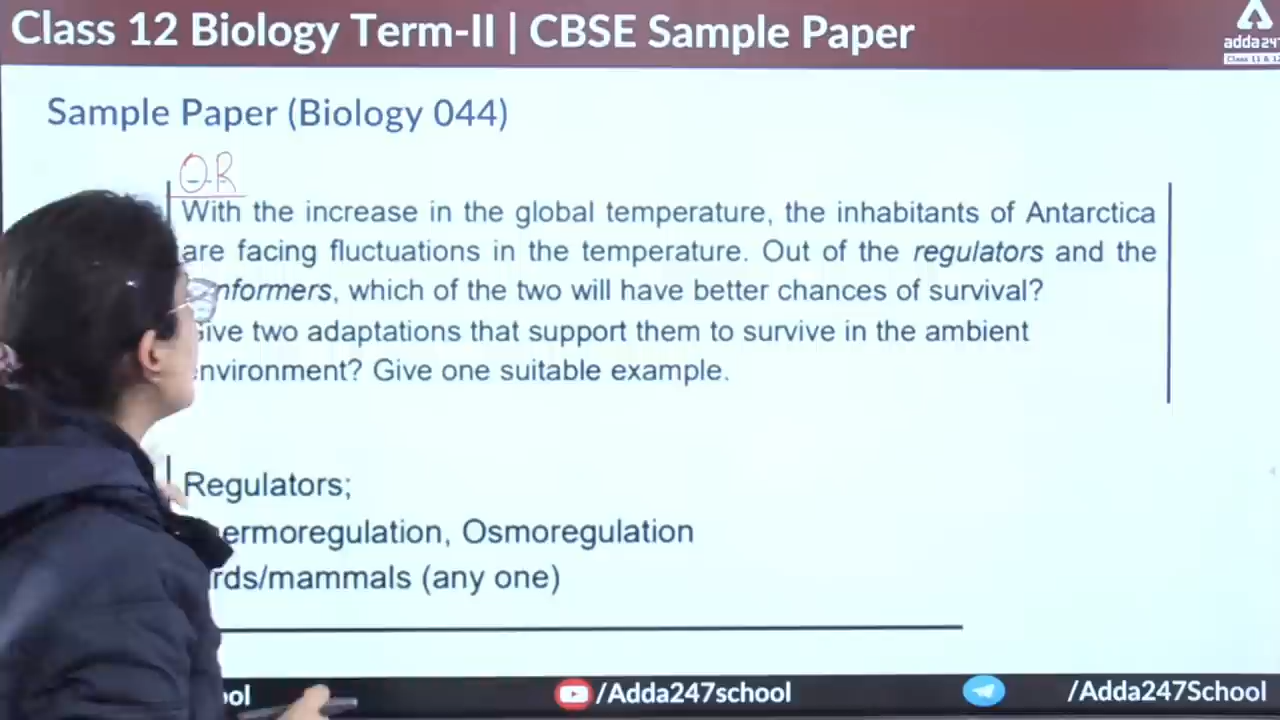 Class 12 Biology Term-II | CBSE Sample Paper
adda247
Class 11 & 12
Sample Paper (Biology 044)
OR
With the increase in the global temperature, the inhabitants of Antarctica
are facing fluctuations in the temperature. Out of the regulators and the
nformers, which of the two will have better chances of survival?
ive two adaptations that support them to survive in the ambient
nvironment? Give one suitable example.
Regulators;
ermoregulation, Osmoregulation
rds/mammals (any one)
ool
/Adda247school
/Adda247School